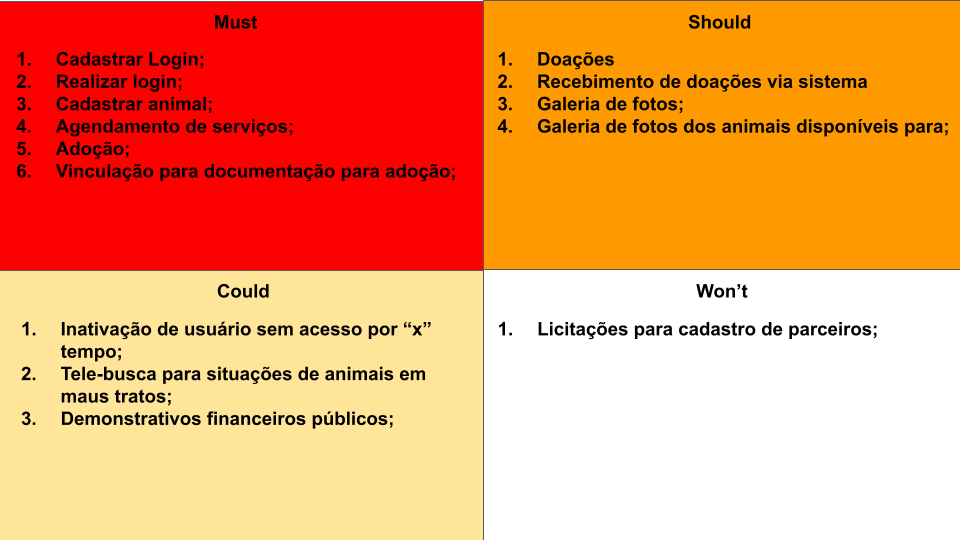 Must
1. Cadastrar Login;
2. Realizar login;
3. Cadastrar animal;
4. Agendamento de serviços;
5. Adoção;
6. Vinculação para documentação para adoção;
Should
1. Doações
2. Recebimento de doações via sistema
3. Galeria de fotos;
4. Galeria de fotos dos animais disponíveis para;
Could
1. Inativação de usuário sem acesso por “x”
tempo;
2. Tele-busca para situações de animais em
maus tratos;
3. Demonstrativos financeiros públicos;
Won’t
1. Licitações para cadastro de parceiros;